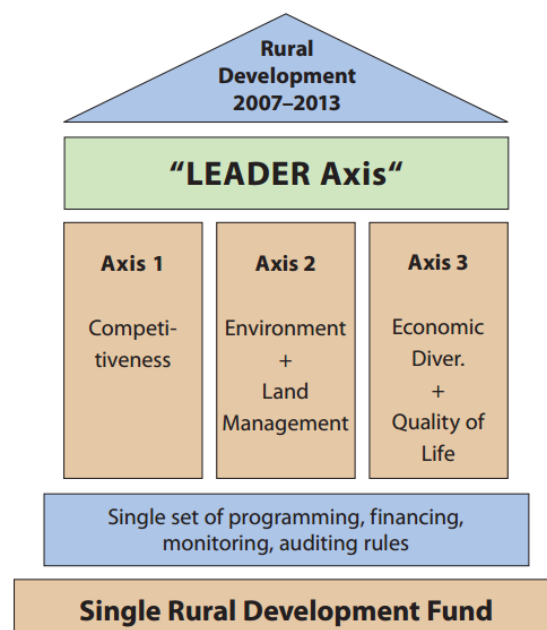 Rural
Development
2007–2013
“LEADER Axis“
Axis 1
Competi-
tiveness
Axis 2
Environment
+
Land
Management
Axis 3
Economic
Diver.
+
Quality of
Life
Single set of programming, financing,
monitoring, auditing rules
Single Rural Development Fund